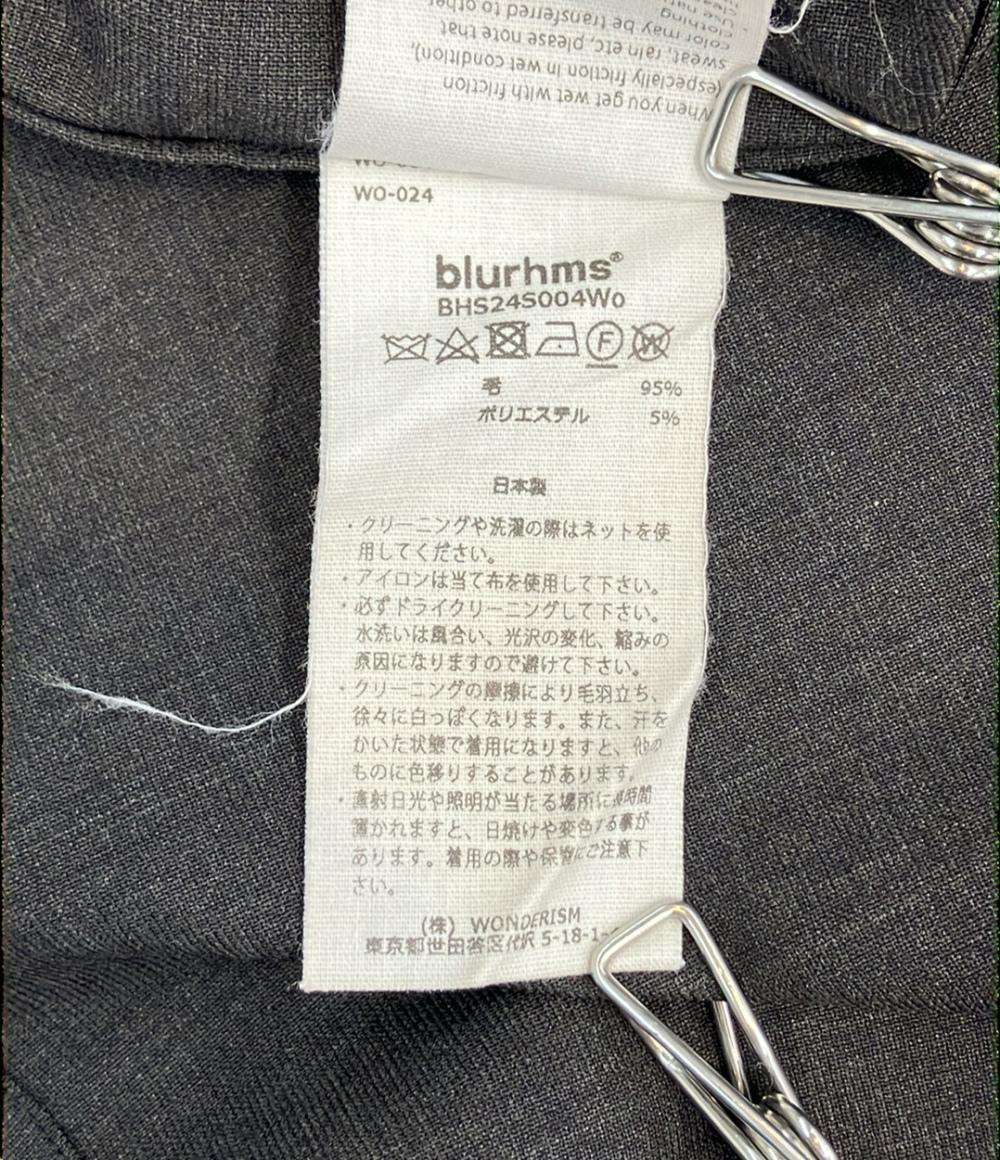 When you get wet with friction
(especially friction in wet condition)
sweat, rain etc, please note that
color may be transferred to other
WO-024
blurhms®
BHS24S004Wo
F W
毛 95%
ポリエステル 5%
日本製
・クリーニングや洗濯の際はネットを使
用してください。
・アイロンは当て布を使用して下さい。
・必ずドライクリーニングして下さい。
水洗いは風合い、光沢の変化、縮みの
原因になりますので避けて下さい。
・クリーニングの摩擦により毛羽立ち、
徐々に白っぽくなります。また、汗を
かいた状態で着用になりますと、他の
ものに色移りすることがあります。
・直射日光や照明が当たる場所に長時間
置かれますと、日焼けや変色する事が
あります。着用の際や保管にご注意下
さい。
(株) WONDERISM
東京都世田谷区代沢 5-18-1